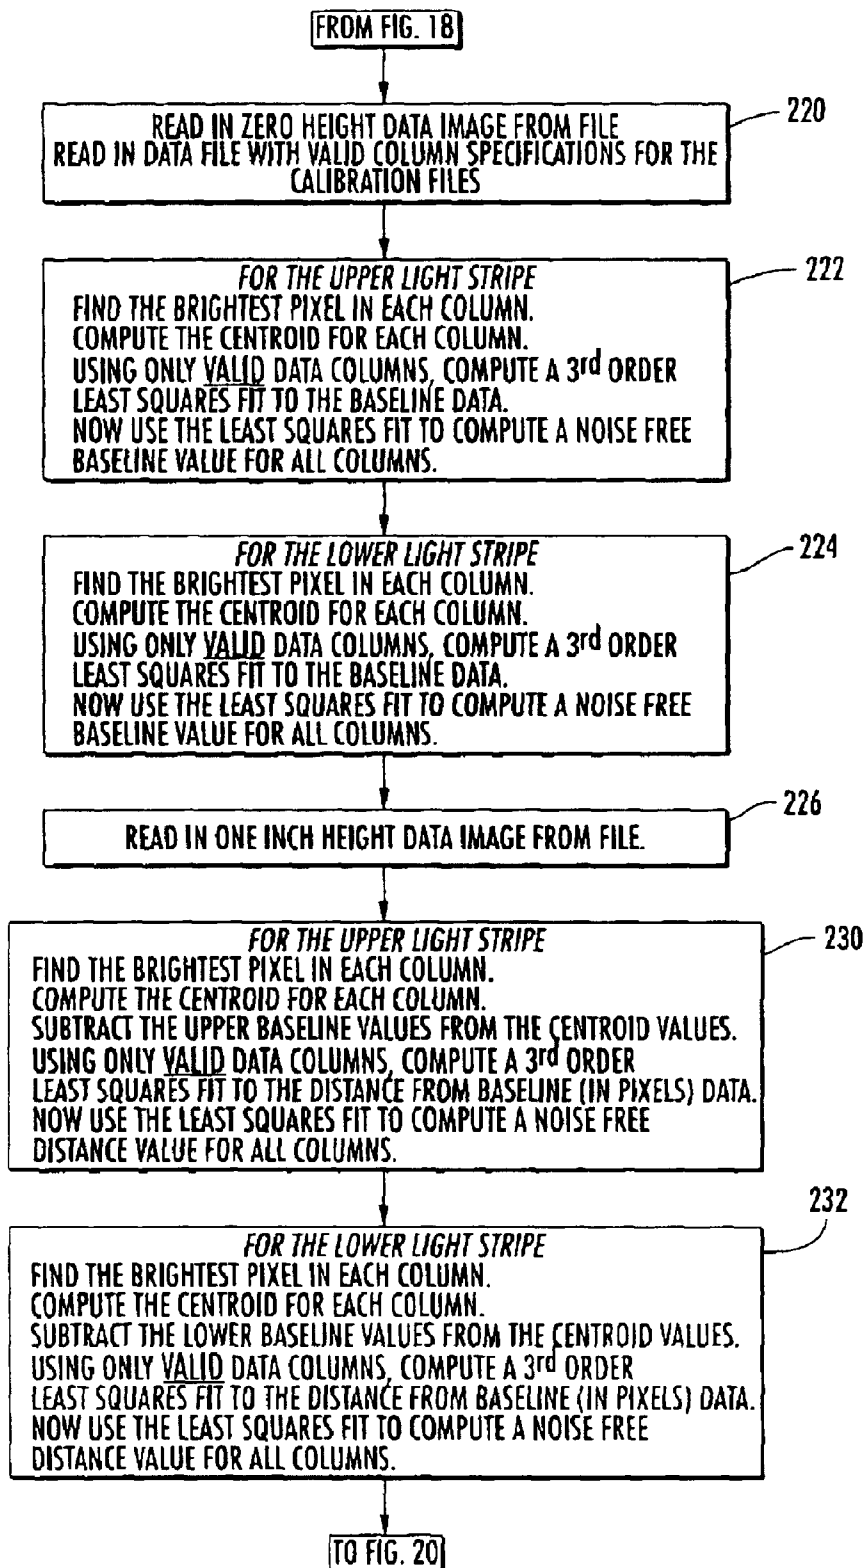 FROM FIG. 18
220
READ IN ZERO HEIGHT DATA IMAGE FROM FILE
READ IN DATA FILE WITH VALID COLUMN SPECIFICATIONS FOR THE
CALIBRATION FILES
222
FOR THE UPPER LIGHT STRIPE
FIND THE BRIGHTEST PIXEL IN EACH COLUMN.
COMPUTE THE CENTROID FOR EACH COLUMN.
USING ONLY VALID DATA COLUMNS, COMPUTE A 3rd ORDER
LEAST SQUARES FIT TO THE BASELINE DATA.
NOW USE THE LEAST SQUARES FIT TO COMPUTE A NOISE FREE
BASELINE VALUE FOR ALL COLUMNS.
224
FOR THE LOWER LIGHT STRIPE
FIND THE BRIGHTEST PIXEL IN EACH COLUMN.
COMPUTE THE CENTROID FOR EACH COLUMN.
USING ONLY VALID DATA COLUMNS, COMPUTE A 3rd ORDER
LEAST SQUARES FIT TO THE BASELINE DATA.
NOW USE THE LEAST SQUARES FIT TO COMPUTE A NOISE FREE
BASELINE VALUE FOR ALL COLUMNS.
226
READ IN ONE INCH HEIGHT DATA IMAGE FROM FILE.
230
FOR THE UPPER LIGHT STRIPE
FIND THE BRIGHTEST PIXEL IN EACH COLUMN.
COMPUTE THE CENTROID FOR EACH COLUMN.
SUBTRACT THE UPPER BASELINE VALUES FROM THE CENTROID VALUES.
USING ONLY VALID DATA COLUMNS, COMPUTE A 3rd ORDER
LEAST SQUARES FIT TO THE DISTANCE FROM BASELINE (IN PIXELS) DATA.
NOW USE THE LEAST SQUARES FIT TO COMPUTE A NOISE FREE
DISTANCE VALUE FOR ALL COLUMNS.
232
FOR THE LOWER LIGHT STRIPE
FIND THE BRIGHTEST PIXEL IN EACH COLUMN.
COMPUTE THE CENTROID FOR EACH COLUMN.
SUBTRACT THE LOWER BASELINE VALUES FROM THE CENTROID VALUES.
USING ONLY VALID DATA COLUMNS, COMPUTE A 3rd ORDER
LEAST SQUARES FIT TO THE DISTANCE FROM BASELINE (IN PIXELS) DATA.
NOW USE THE LEAST SQUARES FIT TO COMPUTE A NOISE FREE
DISTANCE VALUE FOR ALL COLUMNS.
TO FIG. 20